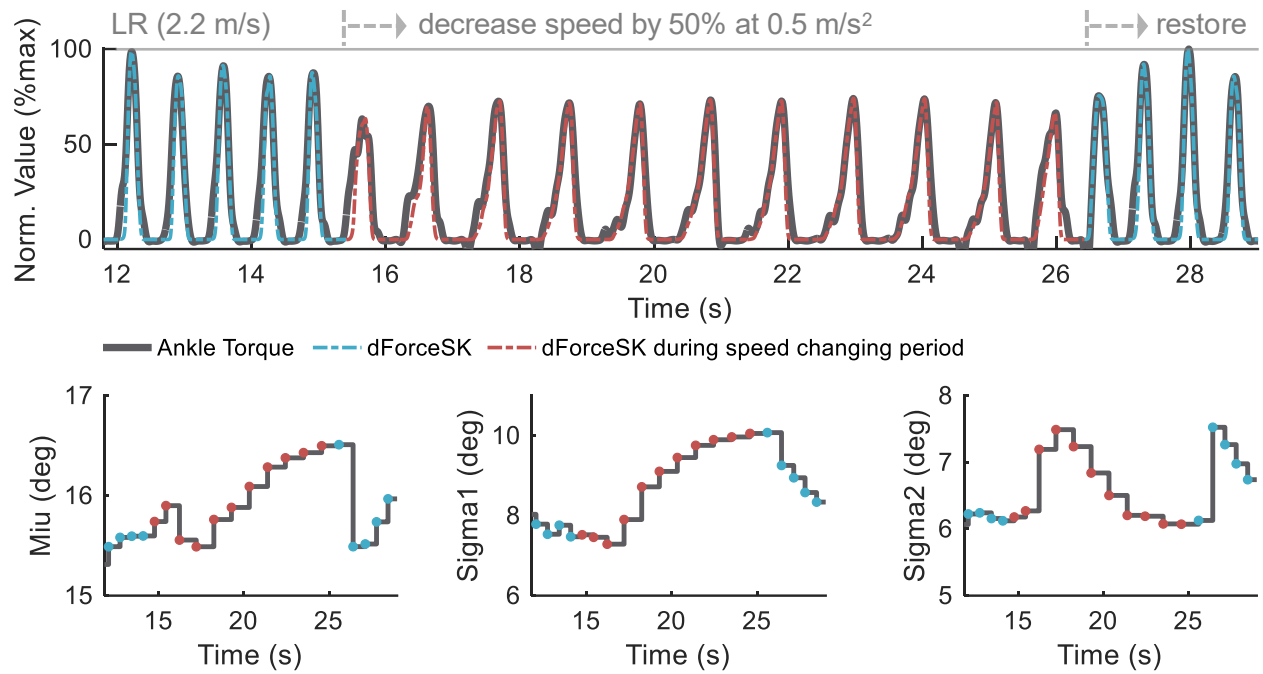 LR (2.2 m/s)
decrease speed by 50% at 0.5 m/s²
restore
Norm. Value (%max)
100
50
0
12 14 16 18 20 22 24 26 28
Time (s)
Ankle Torque
dForceSK
dForceSK during speed changing period
Miu (deg)
17
16
15
15 20 25
Time (s)
Sigma1 (deg)
10
8
6
15 20 25
Time (s)
Sigma2 (deg)
8
7
6
5
15 20 25
Time (s)